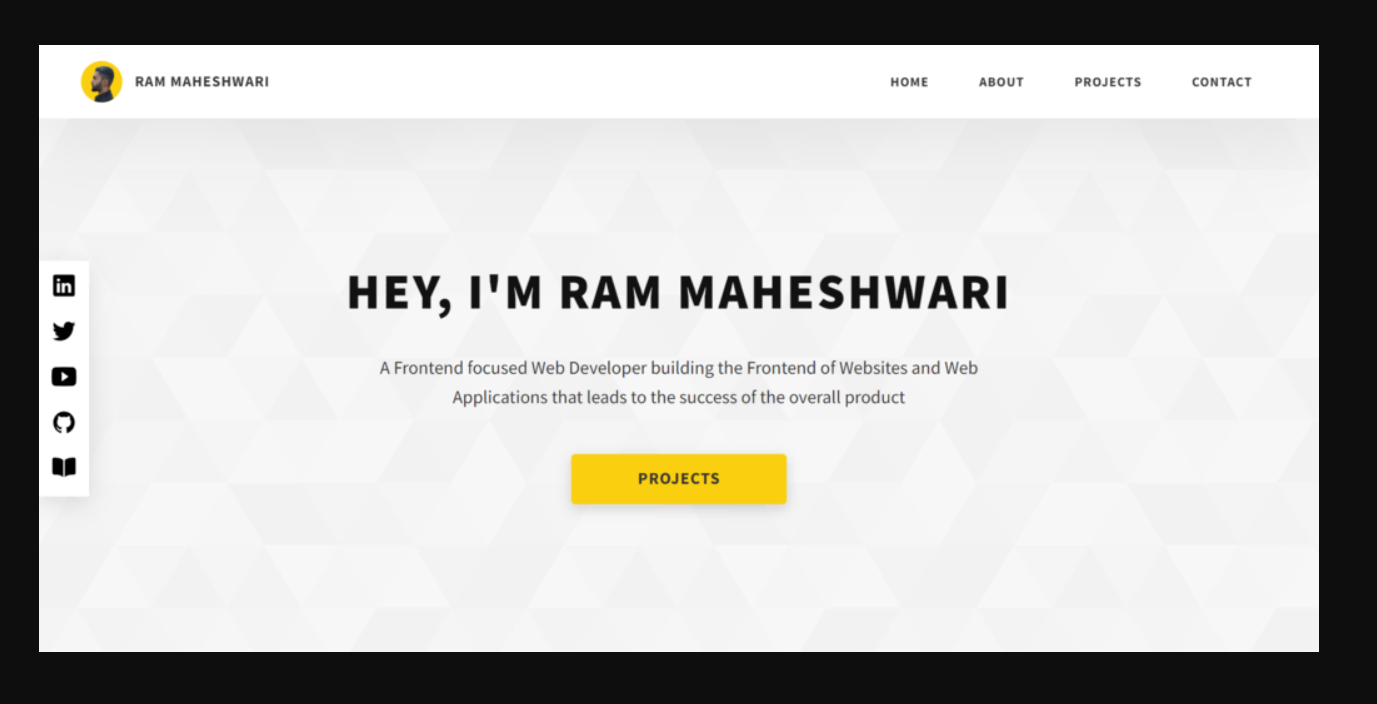 RAM MAHESHWARI
HOME ABOUT PROJECTS CONTACT
HEY, I'M RAM MAHESHWARI
A Frontend focused Web Developer building the Frontend of Websites and Web
Applications that leads to the success of the overall product
PROJECTS